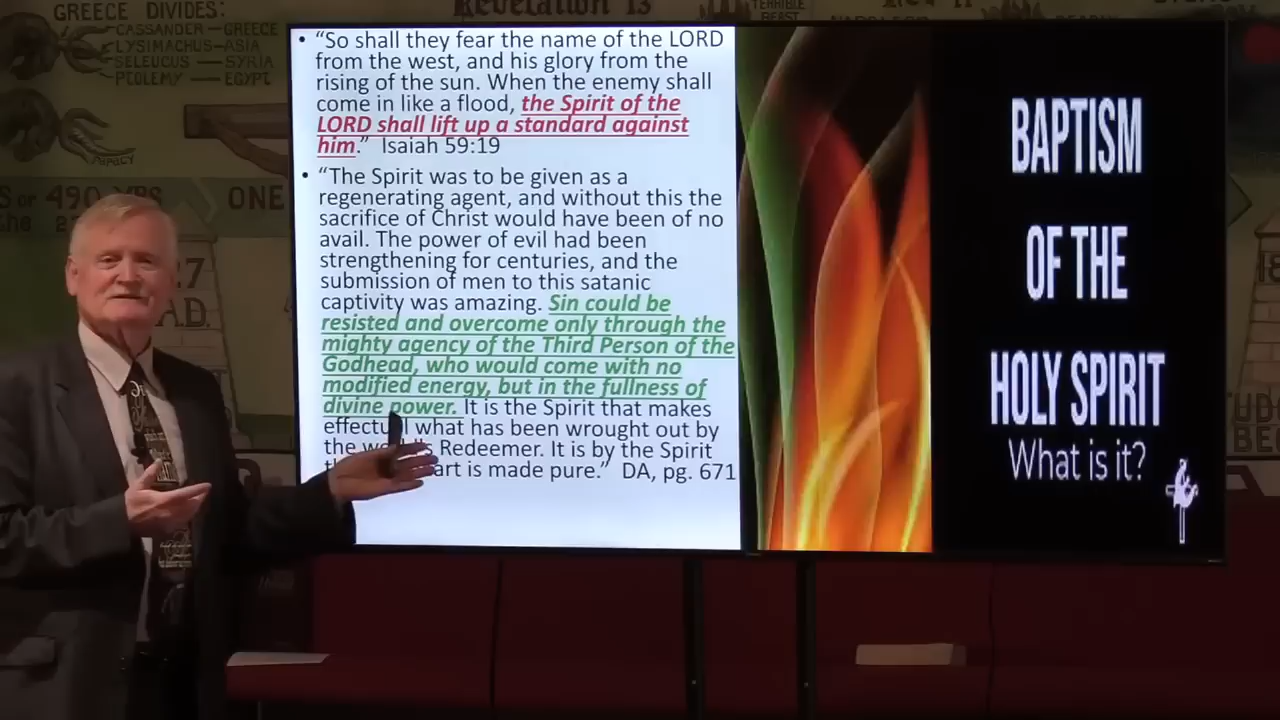 Revelation 13
GREECE DIVIDES:
CASSANDER—GREECE
LYSIMACHUS—ASIA
SELEUCUS—SYRIA
PTOLEMY—EGYPT
PAPACY
OR 490 YRS
ONE
27
A.D.
TERRIBLE
BEAST
• “So shall they fear the name of the LORD
from the west, and his glory from the
rising of the sun. When the enemy shall
come in like a flood, the Spirit of the
LORD shall lift up a standard against
him.” Isaiah 59:19
• “The Spirit was to be given as a
regenerating agent, and without this the
sacrifice of Christ would have been of no
avail. The power of evil had been
strengthening for centuries, and the
submission of men to this satanic
captivity was amazing. Sin could be
resisted and overcome only through the
mighty agency of the Third Person of the
Godhead, who would come with no
modified energy, but in the fullness of
divine power. It is the Spirit that makes
what has been wrought out by
the Redeemer. It is by the Spirit
is made pure.” DA, pg. 671
BAPTISM
OF THE
HOLY SPIRIT
What is it?